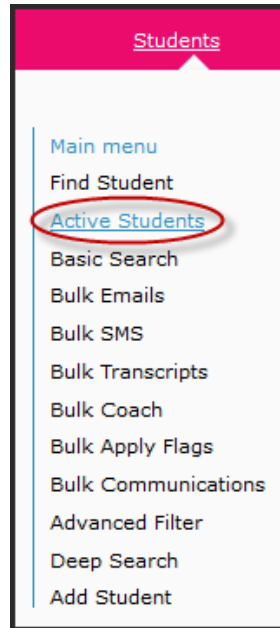 Students
Main menu
Find Student
Active Students
Basic Search
Bulk Emails
Bulk SMS
Bulk Transcripts
Bulk Coach
Bulk Apply Flags
Bulk Communications
Advanced Filter
Deep Search
Add Student